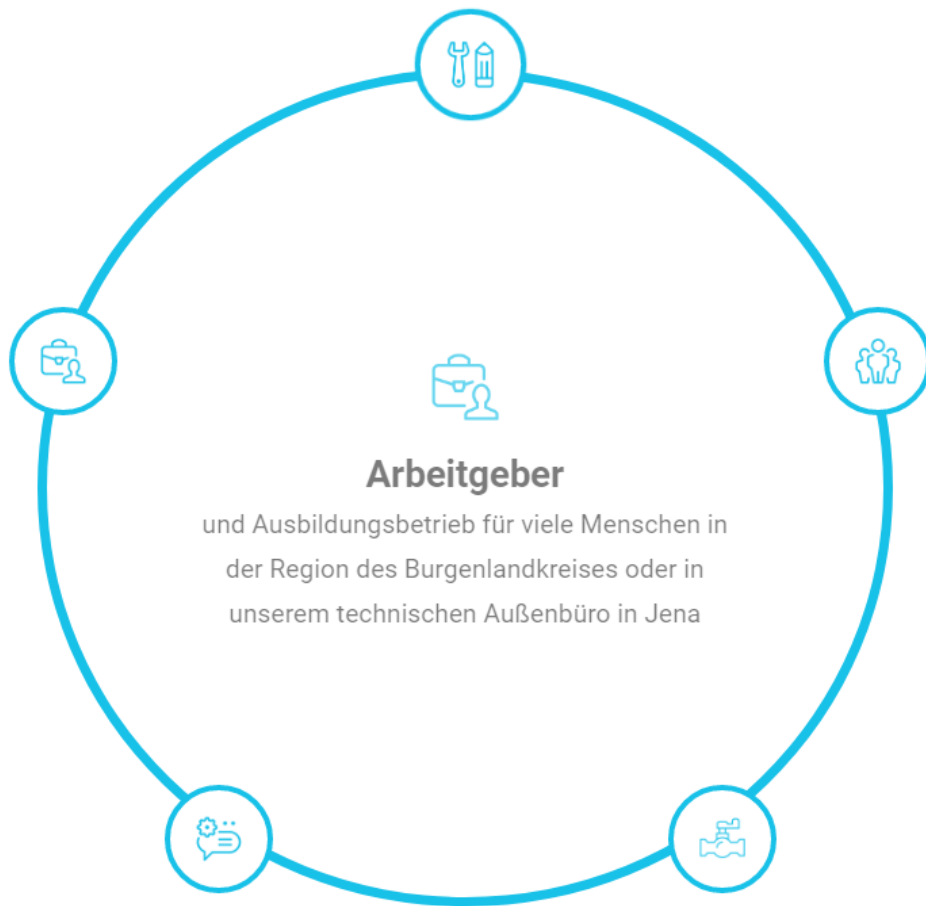 Arbeitgeber
und Ausbildungsbetrieb für viele Menschen in
der Region des Burgenlandkreises oder in
unserem technischen Außenbüro in Jena